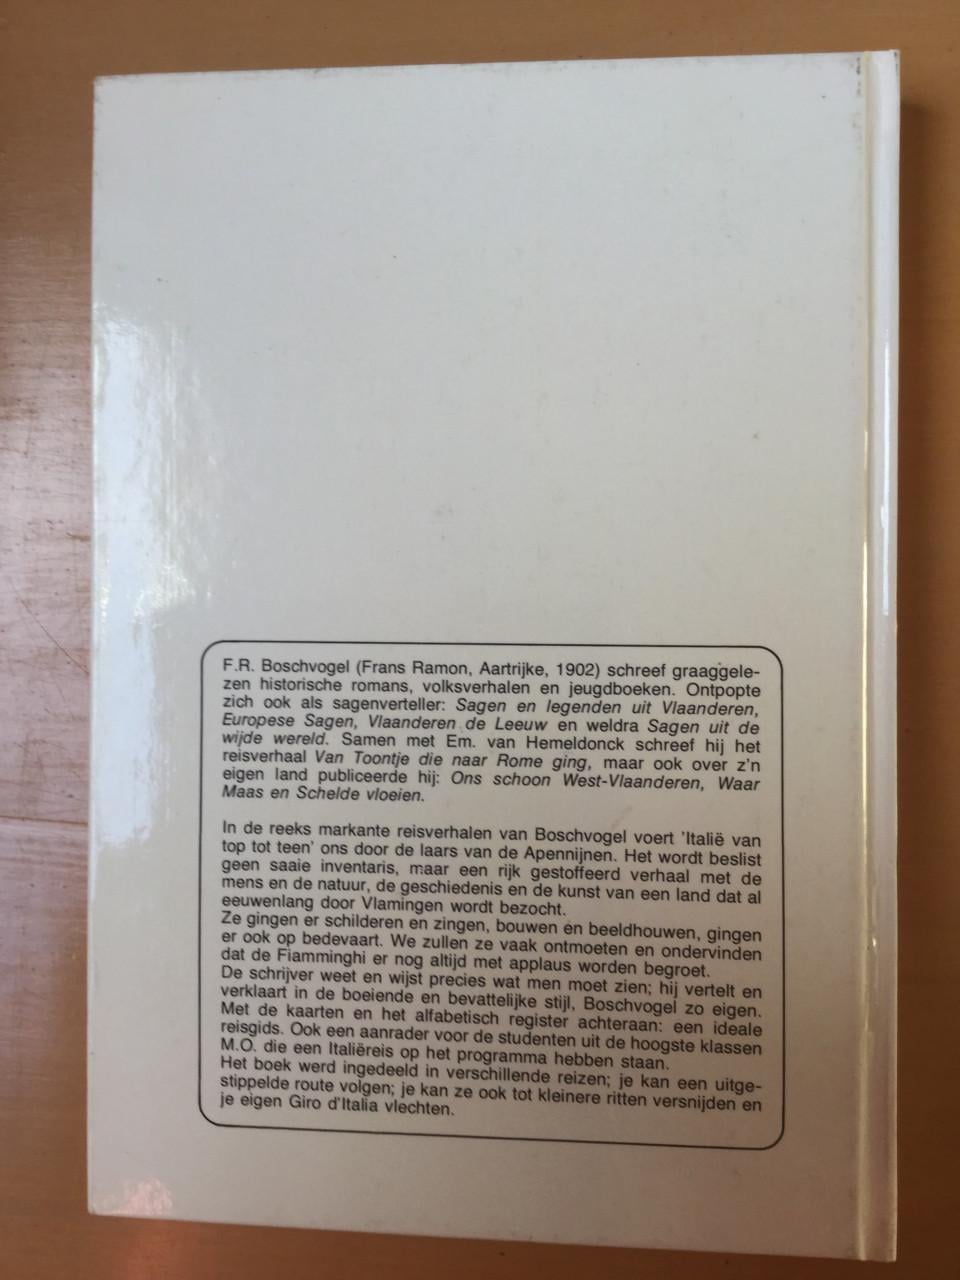 F.R. Boschvogel (Frans Ramon, Aartrijke, 1902) schreef graaggele-
zen historische romans, volksverhalen en jeugdboeken. Ontpopte
zich ook als sagenverteller: Sagen en legenden uit Vlaanderen,
Europese Sagen, Vlaanderen de Leeuw en weldra Sagen uit de
wijde wereld. Samen met Em. van Hemeldonck schreef hij het
reisverhaal Van Toontje die naar Rome ging, maar ook over z'n
eigen land publiceerde hij: Ons schoon West-Vlaanderen, Waar
Maas en Schelde vloeien.
In de reeks markante reisverhalen van Boschvogel voert 'Italië van
top tot teen' ons door de laars van de Apennijnen. Het wordt beslist
geen saaie inventaris, maar een rijk gestoffeerd verhaal met de
mens en de natuur, de geschiedenis en de kunst van een land dat al
eeuwenlang door Vlamingen wordt bezocht.
Ze gingen er schilderen en zingen, bouwen en beeldhouwen, gingen
er ook op bedevaart. We zullen ze vaak ontmoeten en ondervinden
dat de Fiamminghi er nog altijd met applaus worden begroet.
De schrijver weet en wijst precies wat men moet zien; hij vertelt en
verklaart in de boeiende en bevattelijke stijl, Boschvogel zo eigen.
Met de kaarten en het alfabetisch register achteraan: een ideale
reisgids. Ook een aanrader voor de studenten uit de hoogste klassen
M.O. die een Italiëreis op het programma hebben staan.
Het boek werd ingedeeld in verschillende reizen; je kan een uitge-
stippelde route volgen; je kan ze ook tot kleinere ritten versnijden en
je eigen Giro d'Italia vlechten.